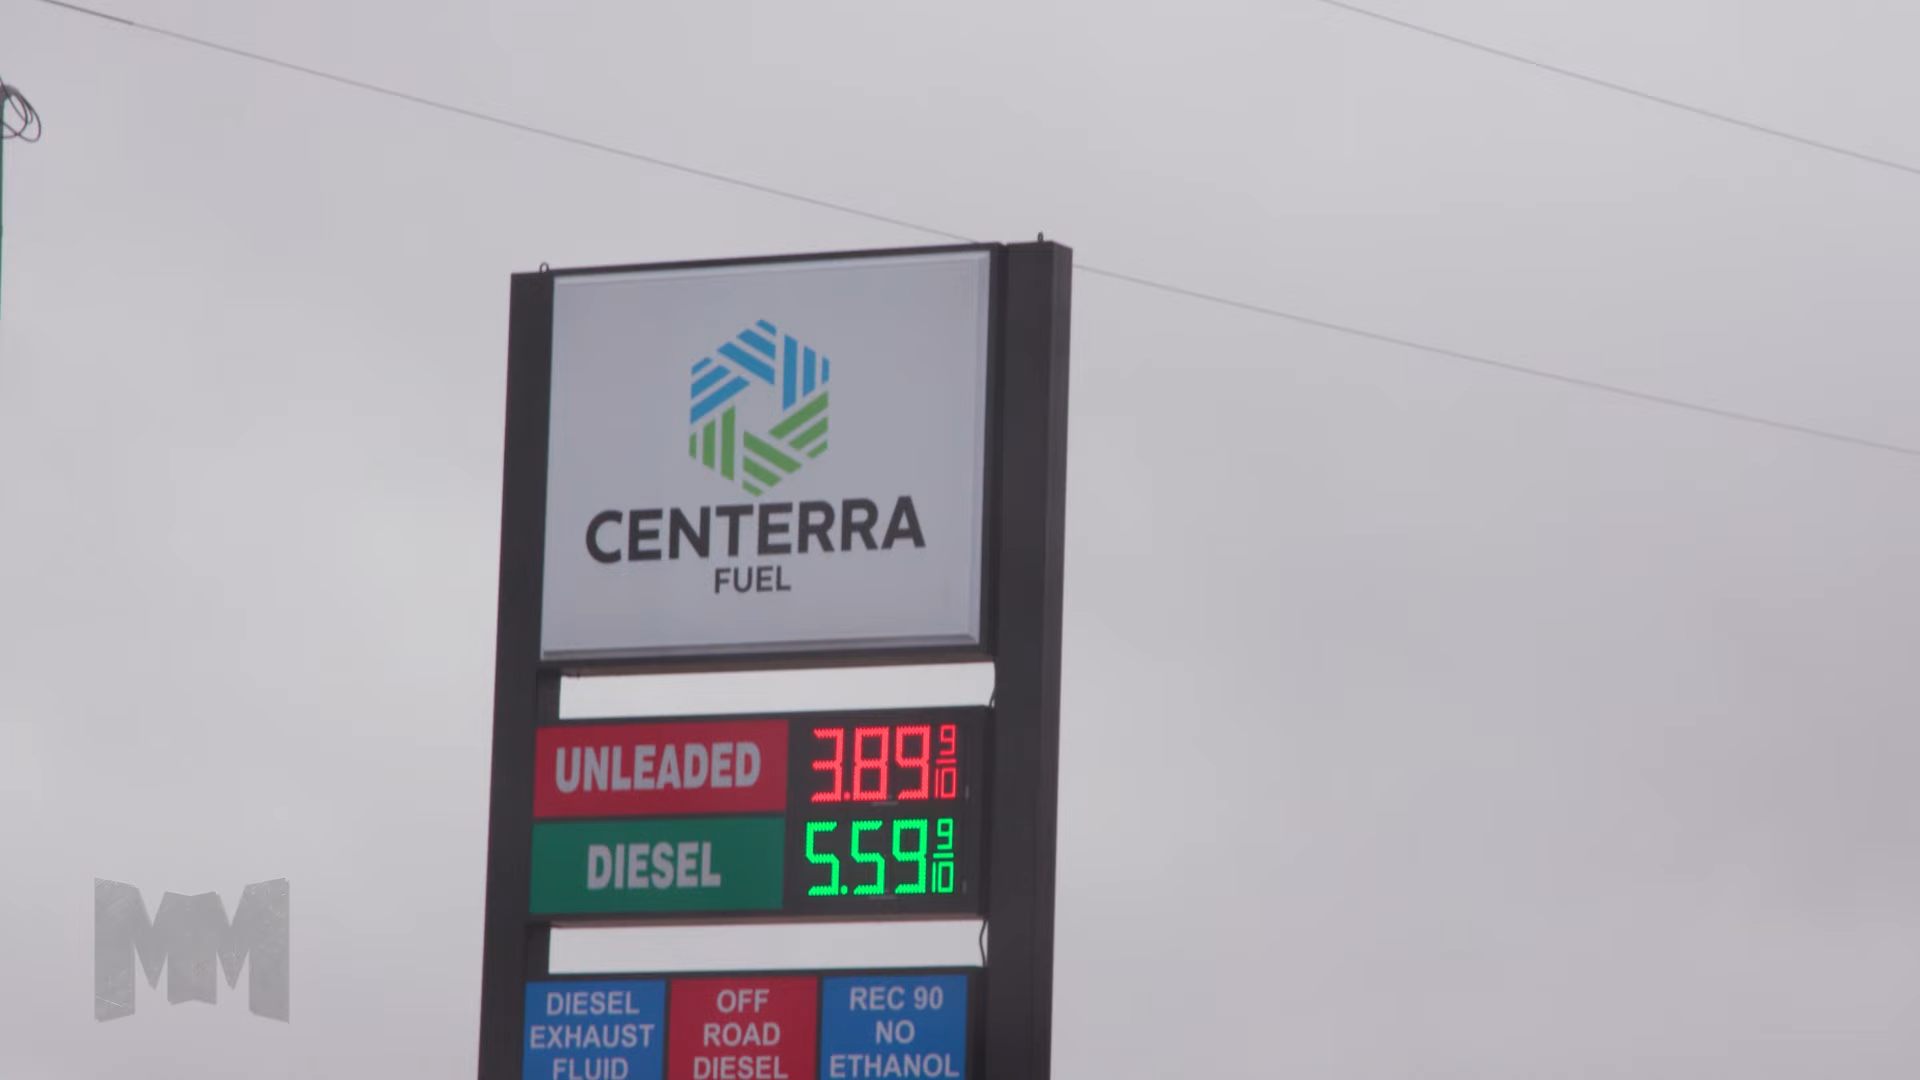 CENTERRA
FUEL
UNLEADED 3.89 9/10
DIESEL 5.59 9/10
DIESEL
EXHAUST
FLUID
OFF
ROAD
DIESEL
REC 90
NO
ETHANOL
MM